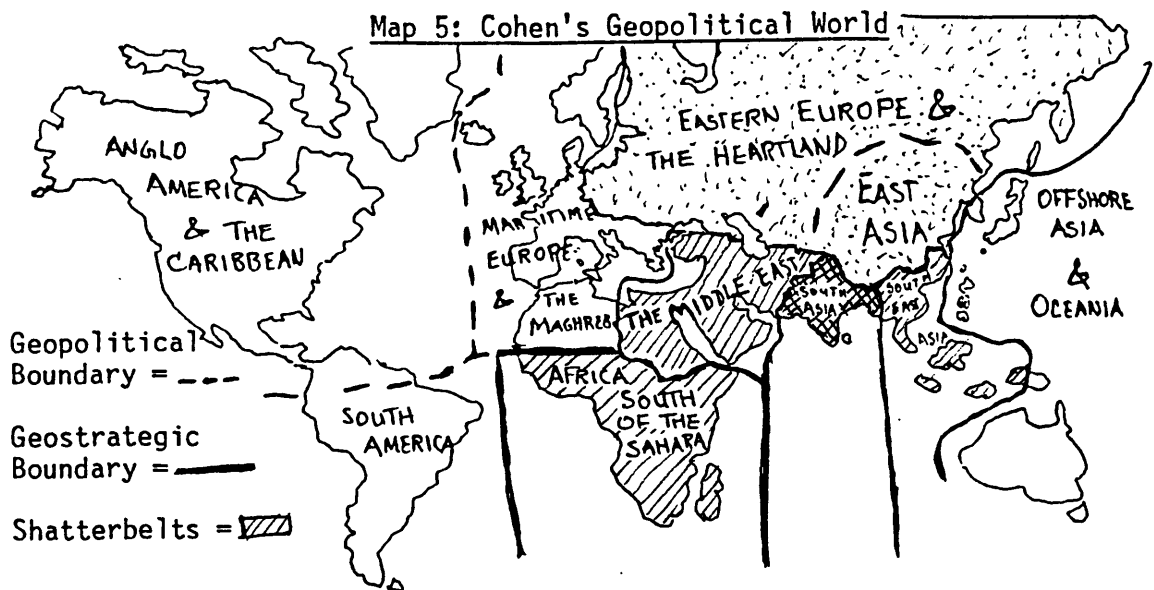 Map 5: Cohen's Geopolitical World
ANGLO
AMERICA
& THE
CARIBBEAN
MARITIME
EUROPE
&
THE
MAGHREB
EASTERN EUROPE &
THE HEARTLAND
EAST
ASIA
OFFSHORE
ASIA
&
OCEANIA
THE MIDDLE EAST
SOUTH
ASIA
SOUTH
EAST
ASIA
AFRICA
SOUTH
OF THE
SAHARA
SOUTH
AMERICA
Geopolitical
Boundary =
Geostrategic
Boundary =
Shatterbelts =